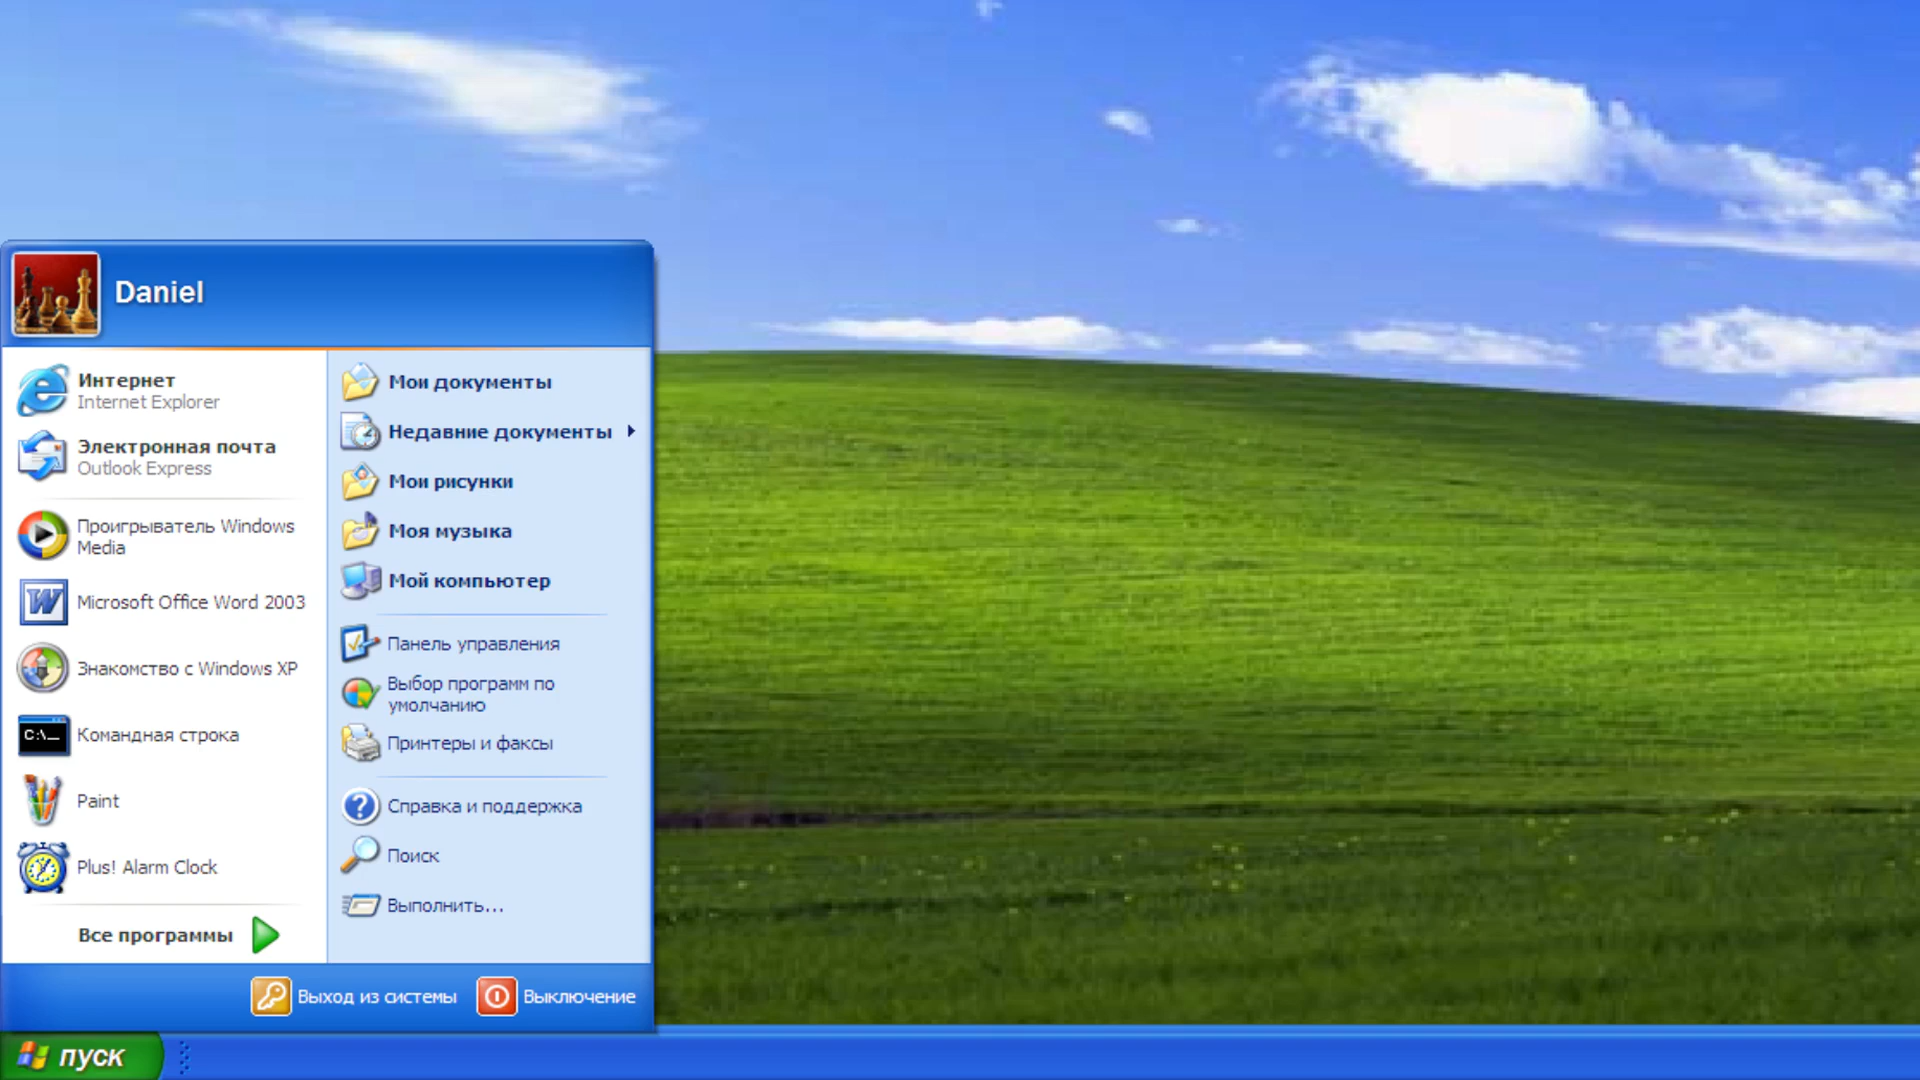 Daniel
Интернет
Internet Explorer
Электронная почта
Outlook Express
Проигрыватель Windows
Media
Microsoft Office Word 2003
Знакомство с Windows XP
C:\_
Командная строка
Paint
Plus! Alarm Clock
Все программы
Мои документы
Недавние документы
Мои рисунки
Моя музыка
Мой компьютер
Панель управления
Выбор программ по
умолчанию
Принтеры и факсы
Справка и поддержка
Поиск
Выполнить...
Выход из системы
Выключение
пуск